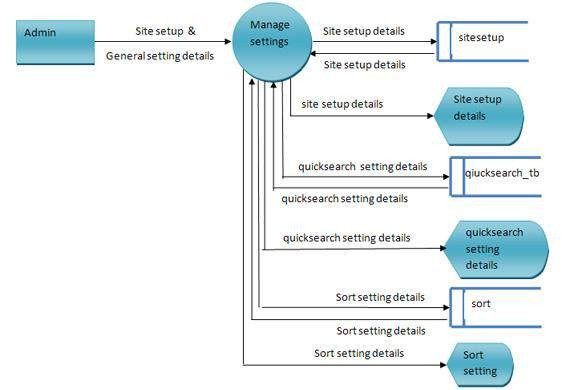 Admin
Site setup &
General setting details
Manage
settings
Site setup details
Site setup details
sitesetup
site setup details
Site setup
details
quicksearch setting details
quicksearch setting details
qiucksearch_tb
quicksearch setting details
quicksearch
setting
details
Sort setting details
Sort setting details
sort
Sort setting details
Sort
setting